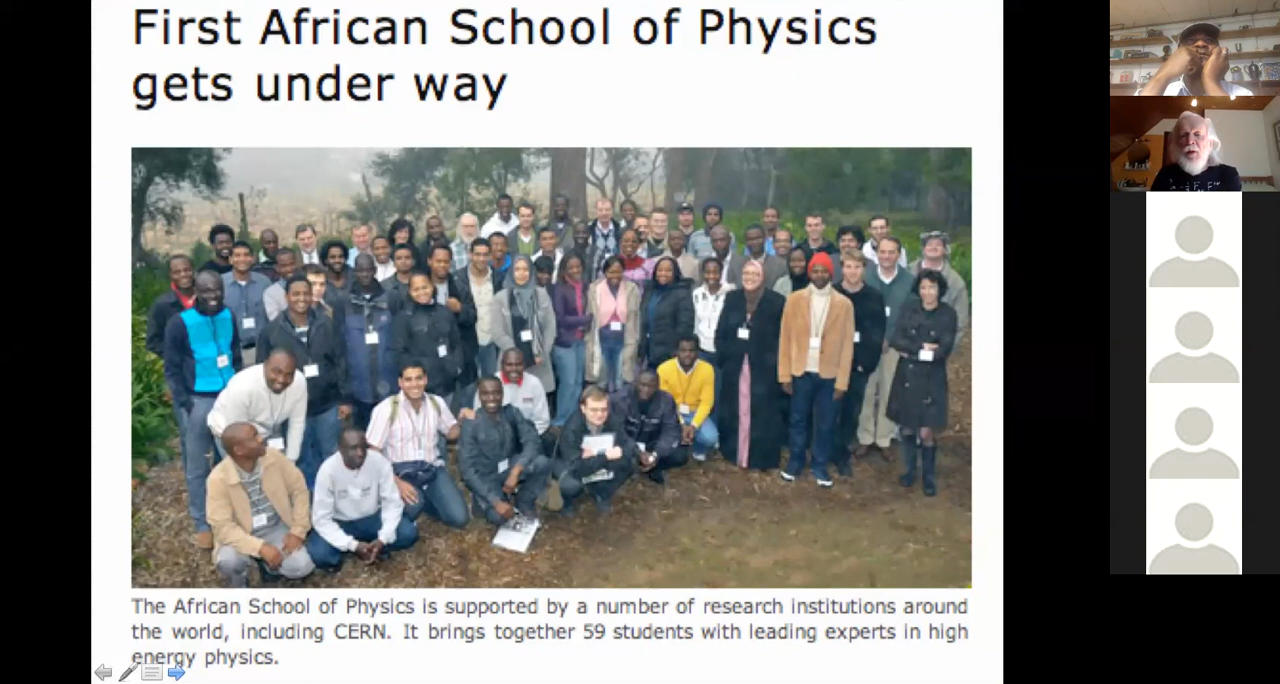 First African School of Physics
gets under way
The African School of Physics is supported by a number of research institutions around
the world, including CERN. It brings together 59 students with leading experts in high
energy physics.